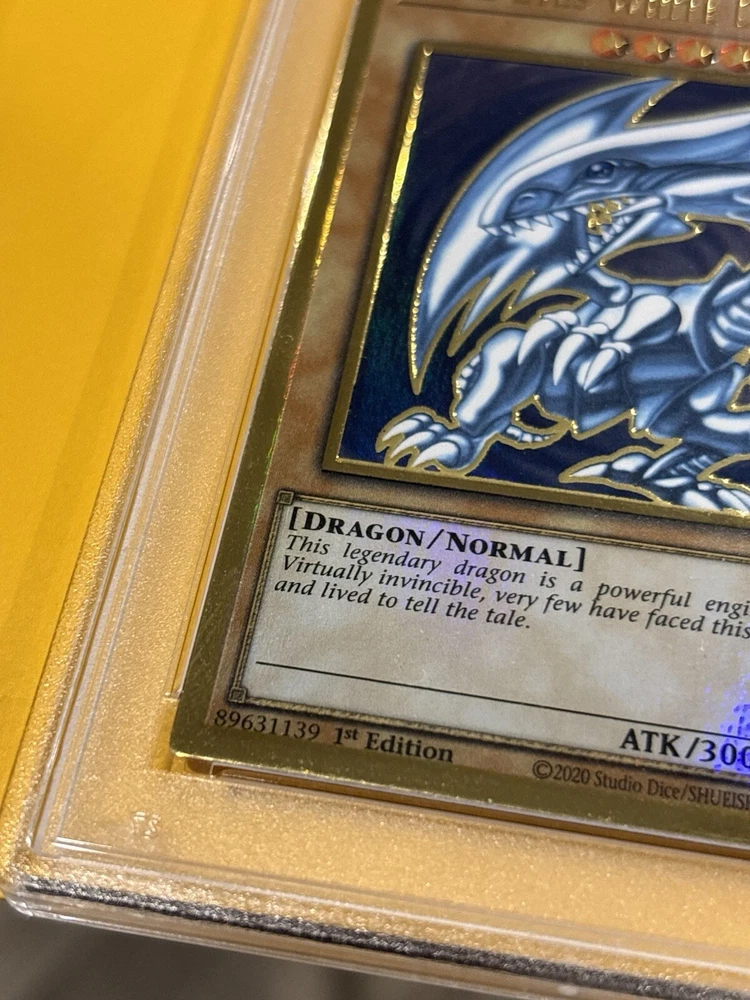 WHITE
[DRAGON/NORMAL]
This legendary dragon is a powerful engi
Virtually invincible, very few have faced this
and lived to tell the tale.
ATK/300
89631139 1st Edition
©2020 Studio Dice/SHUEIS